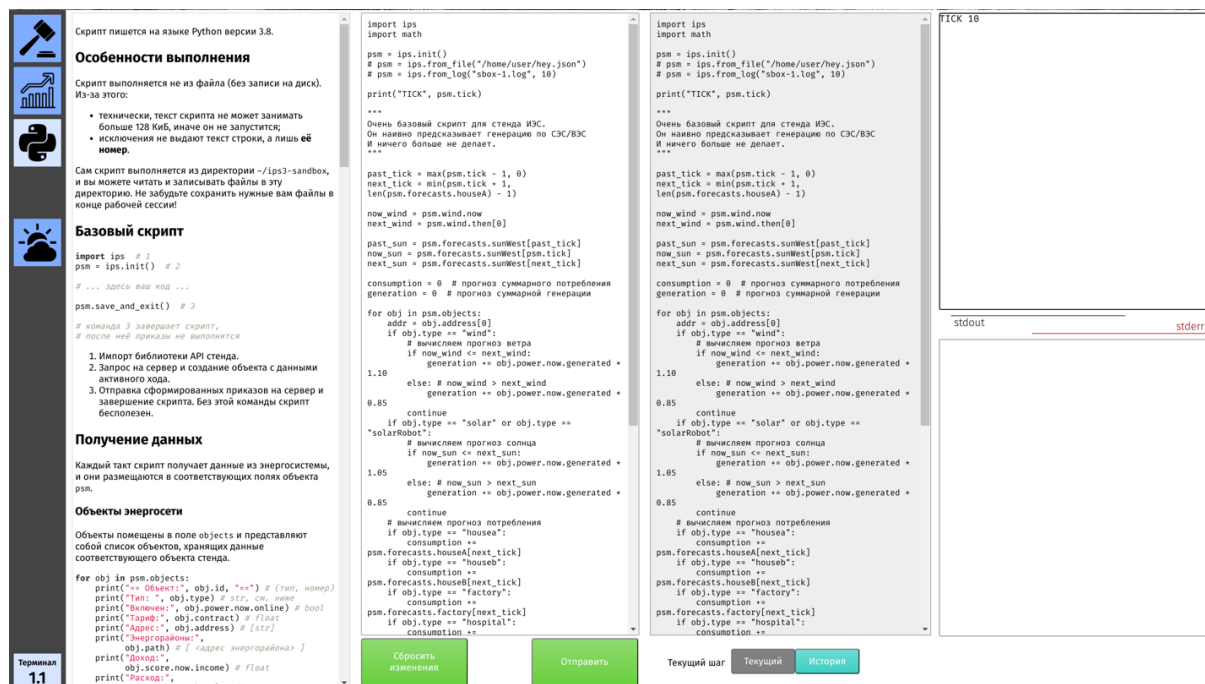 Скрипт пишется на языке Python версии 3.8.
Особенности выполнения
Скрипт выполняется не из файла (без записи на диск).
Из-за этого:
• технически, текст скрипта не может занимать
больше 128 КиБ, иначе он не запустится;
• исключения не выдают текст строки, а лишь её
номер.
Сам скрипт выполняется из директории ~/ips3-sandbox,
и вы можете читать и записывать файлы в эту
директорию. Не забудьте сохранить нужные вам файлы в
конце рабочей сессии!
Базовый скрипт
import ips # 1
psm = ips.init() # 2
# ... здесь ваш код ...
psm.save_and_exit() # 3
# команда 3 завершает скрипт,
# после неё приказы не выполнятся
1. Импорт библиотеки API стенда.
2. Запрос на сервер и создание объекта с данными
активного хода.
3. Отправка сформированных приказов на сервер и
завершение скрипта. Без этой команды скрипт
бесполезен.
Получение данных
Каждый такт скрипт получает данные из энергосистемы,
и они размещаются в соответствующих полях объекта
psm.
Объекты энергосети
Объекты помещены в поле objects и представляют
собой список объектов, хранящих данные
соответствующего объекта стенда.
for obj in psm.objects:
print("== Объект:", obj.id, "==") # (тип, номер)
print("Тип: ", obj.type) # str, см. ниже
print("Включен:", obj.power.now.online) # bool
print("Тариф:", obj.contract) # float
print("Адрес:", obj.address) # [str]
print("Энергорайоны:",
obj.path) # [ <адрес энергорайона> ]
print("Доход:",
obj.score.now.income) # float
print("Расход:",
Терминал
1.1
import ips
import math
psm = ips.init()
# psm = ips.from_file("/home/user/hey.json")
# psm = ips.from_log("sbox-1.log", 10)
print("TICK", psm.tick)
"""
Очень базовый скрипт для стенда ИЭС.
Он наивно предсказывает генерацию по СЭС/ВЭС
И ничего больше не делает.
"""
past_tick = max(psm.tick - 1, 0)
next_tick = min(psm.tick + 1,
len(psm.forecasts.houseA) - 1)
now_wind = psm.wind.now
next_wind = psm.wind.then[0]
past_sun = psm.forecasts.sunWest[past_tick]
now_sun = psm.forecasts.sunWest[psm.tick]
next_sun = psm.forecasts.sunWest[next_tick]
consumption = 0 # прогноз суммарного потребления
generation = 0 # прогноз суммарной генерации
for obj in psm.objects:
addr = obj.address[0]
if obj.type == "wind":
# вычисляем прогноз ветра
if now_wind <= next_wind:
generation += obj.power.now.generated *
1.10
else: # now_wind > next_wind
generation += obj.power.now.generated *
0.85
continue
if obj.type == "solar" or obj.type ==
"solarRobot":
# вычисляем прогноз солнца
if now_sun <= next_sun:
generation += obj.power.now.generated *
1.05
else: # now_sun > next_sun
generation += obj.power.now.generated *
0.85
continue
# вычисляем прогноз потребления
if obj.type == "housea":
consumption +=
psm.forecasts.houseA[next_tick]
if obj.type == "houseb":
consumption +=
psm.forecasts.houseB[next_tick]
if obj.type == "factory":
consumption +=
psm.forecasts.factory[next_tick]
if obj.type == "hospital":
consumption +=
Сбросить
изменения
Отправить
import ips
import math
psm = ips.init()
# psm = ips.from_file("/home/user/hey.json")
# psm = ips.from_log("sbox-1.log", 10)
print("TICK", psm.tick)
"""
Очень базовый скрипт для стенда ИЭС.
Он наивно предсказывает генерацию по СЭС/ВЭС
И ничего больше не делает.
"""
past_tick = max(psm.tick - 1, 0)
next_tick = min(psm.tick + 1,
len(psm.forecasts.houseA) - 1)
now_wind = psm.wind.now
next_wind = psm.wind.then[0]
past_sun = psm.forecasts.sunWest[past_tick]
now_sun = psm.forecasts.sunWest[psm.tick]
next_sun = psm.forecasts.sunWest[next_tick]
consumption = 0 # прогноз суммарного потребления
generation = 0 # прогноз суммарной генерации
for obj in psm.objects:
addr = obj.address[0]
if obj.type == "wind":
# вычисляем прогноз ветра
if now_wind <= next_wind:
generation += obj.power.now.generated *
1.10
else: # now_wind > next_wind
generation += obj.power.now.generated *
0.85
continue
if obj.type == "solar" or obj.type ==
"solarRobot":
# вычисляем прогноз солнца
if now_sun <= next_sun:
generation += obj.power.now.generated *
1.05
else: # now_sun > next_sun
generation += obj.power.now.generated *
0.85
continue
# вычисляем прогноз потребления
if obj.type == "housea":
consumption +=
psm.forecasts.houseA[next_tick]
if obj.type == "houseb":
consumption +=
psm.forecasts.houseB[next_tick]
if obj.type == "factory":
consumption +=
psm.forecasts.factory[next_tick]
if obj.type == "hospital":
consumption +=
Текущий шаг
Текущий
История
TICK 10
stdout
stderr